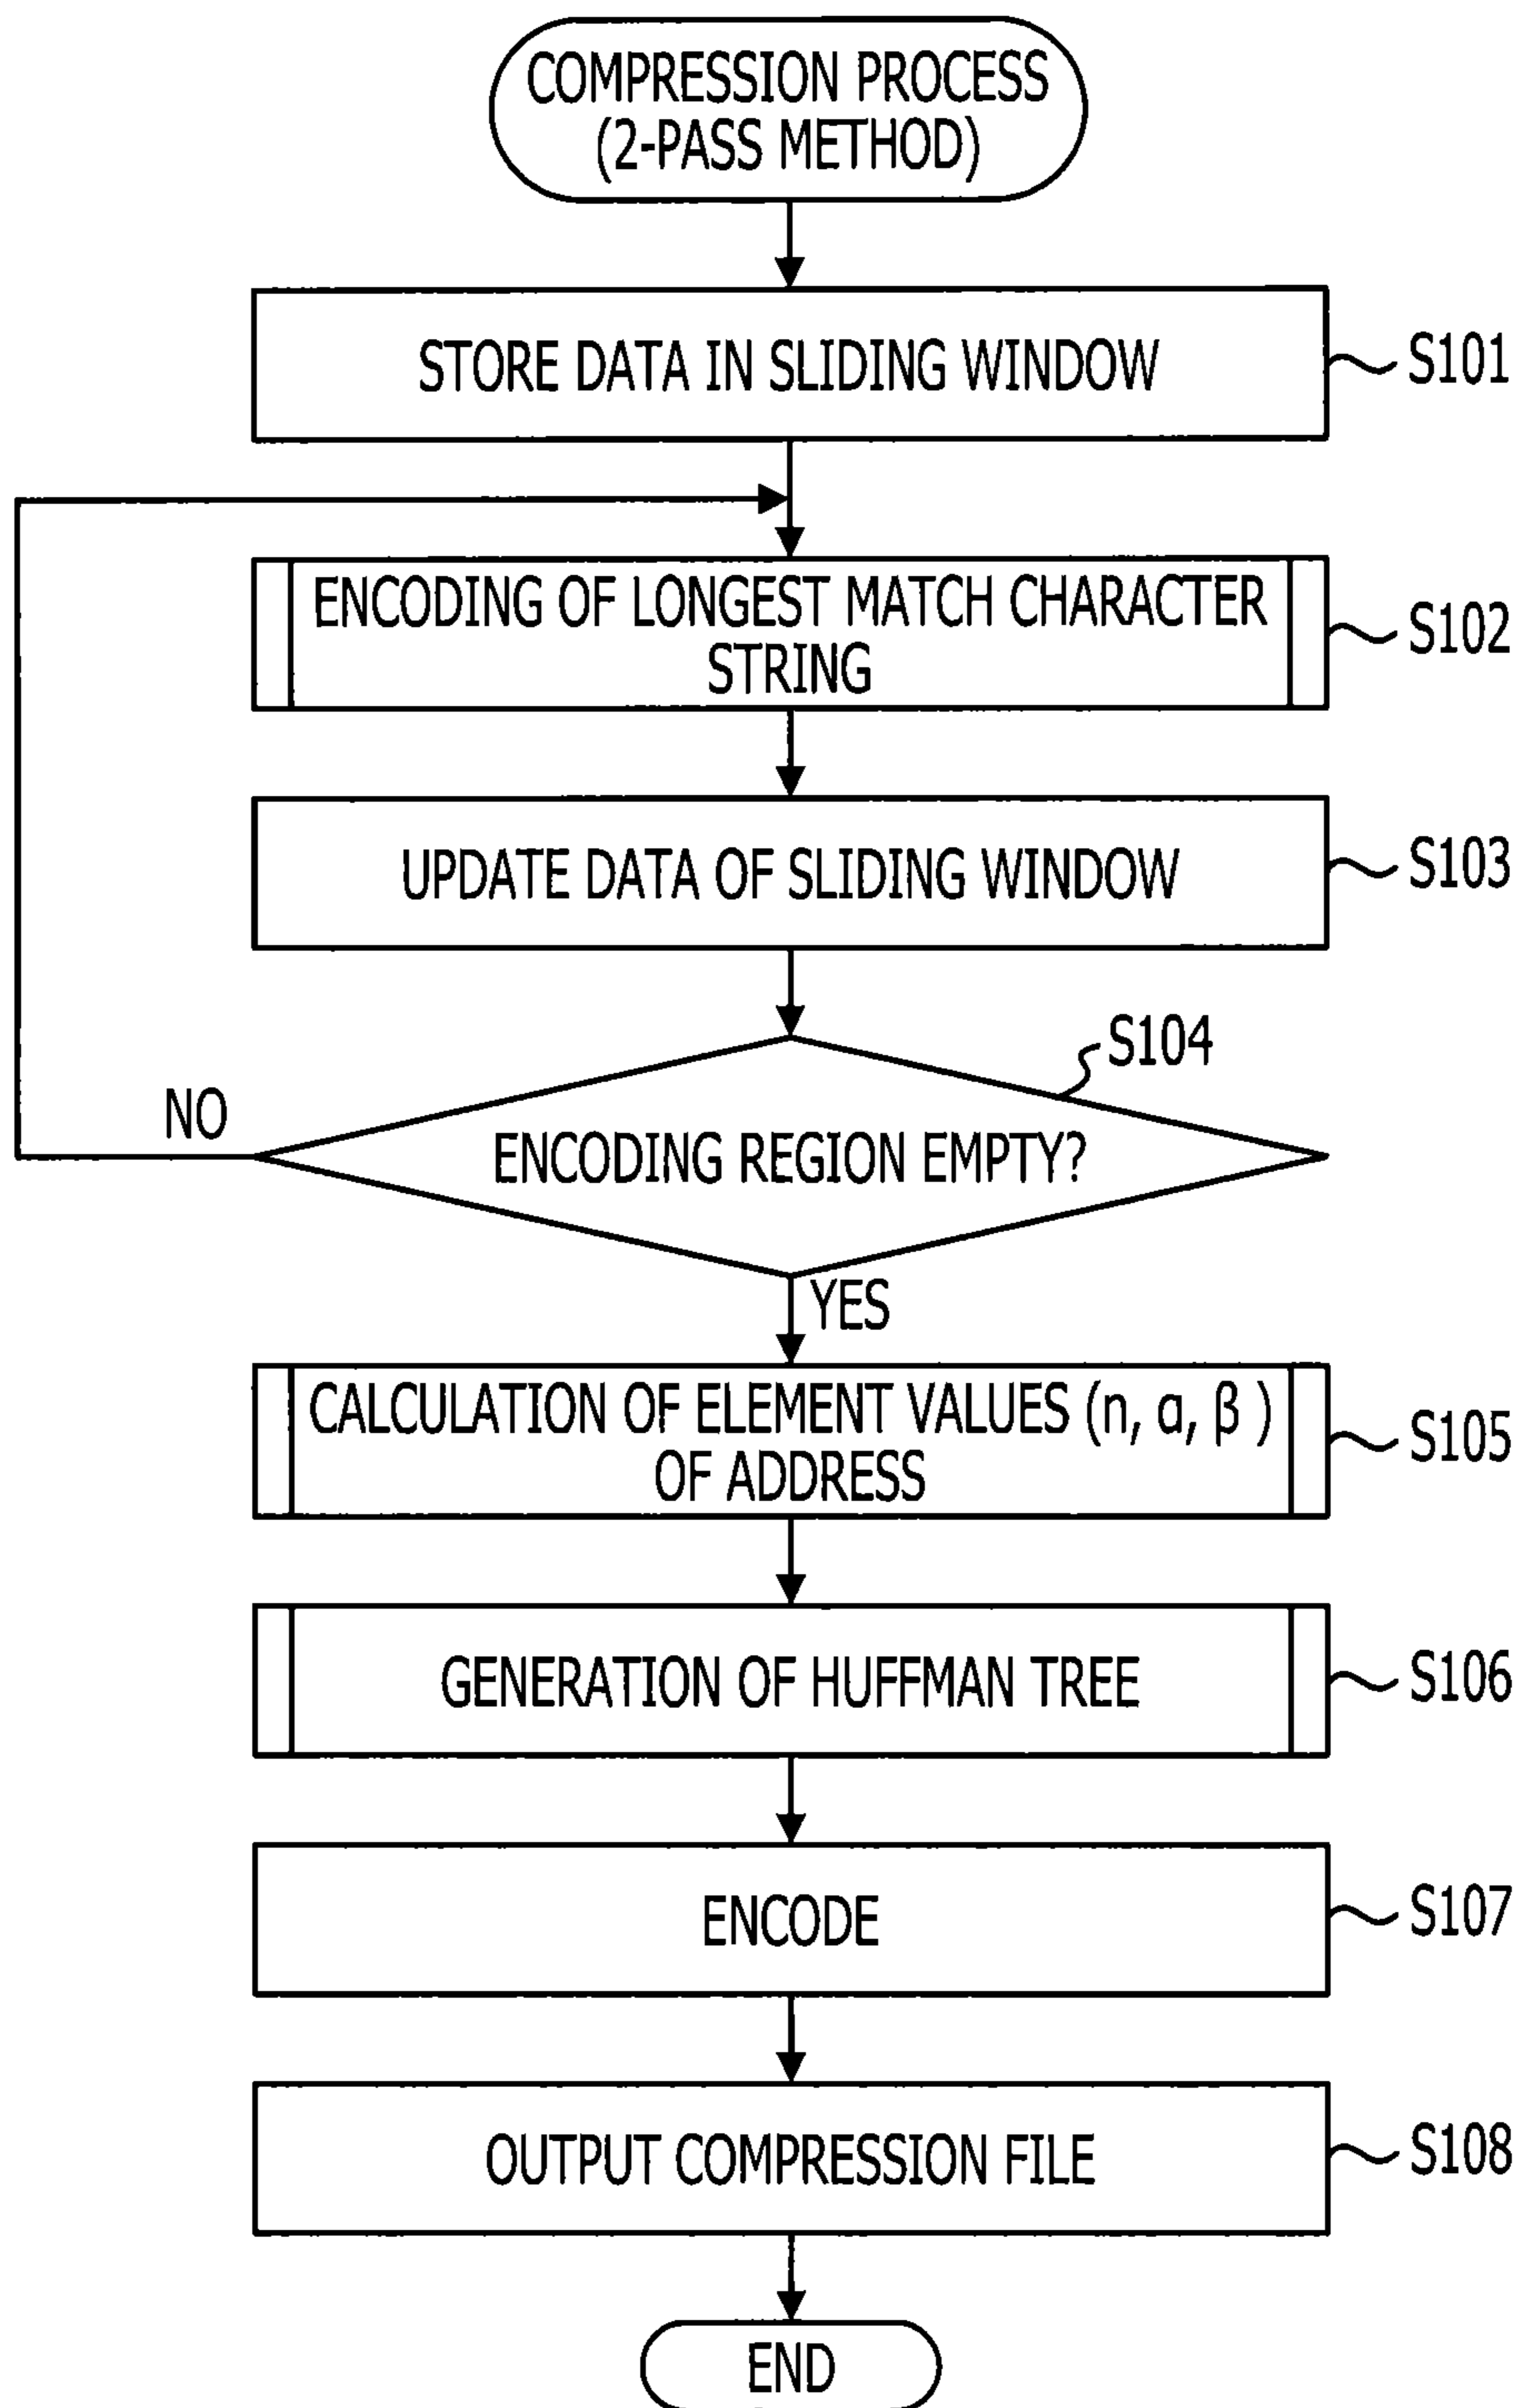 COMPRESSION PROCESS
(2-PASS METHOD)
STORE DATA IN SLIDING WINDOW
S101
ENCODING OF LONGEST MATCH CHARACTER
STRING
S102
UPDATE DATA OF SLIDING WINDOW
S103
S104
NO
ENCODING REGION EMPTY?
YES
CALCULATION OF ELEMENT VALUES (n, α, β )
OF ADDRESS
S105
GENERATION OF HUFFMAN TREE
S106
ENCODE
S107
OUTPUT COMPRESSION FILE
S108
END